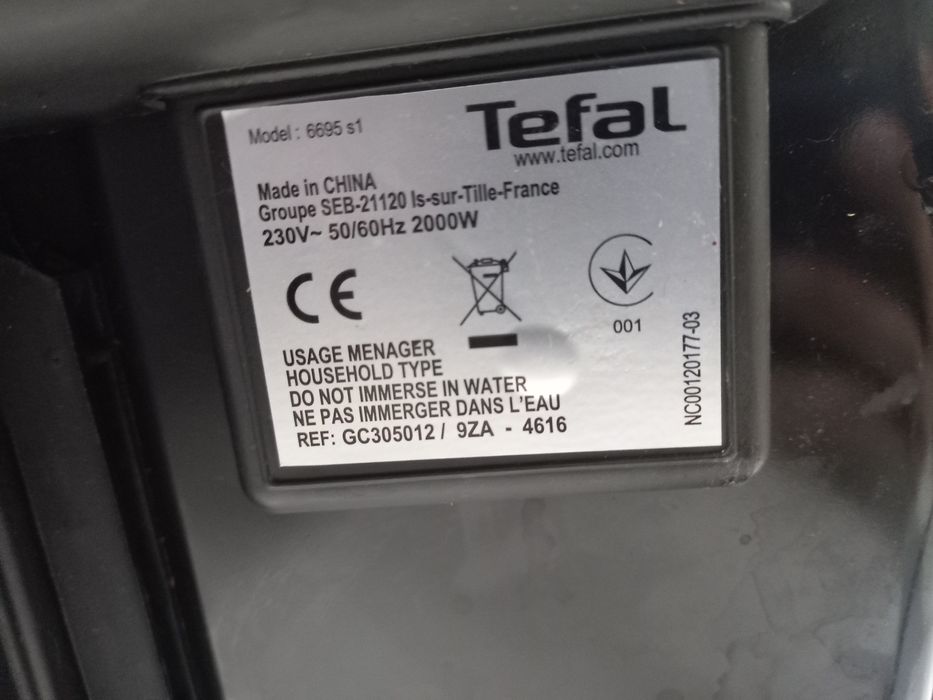 Model : 6695 s1
Tefal
www.tefal.com
Made in CHINA
Groupe SEB-21120 Is-sur-Tille-France
230V~ 50/60Hz 2000W
CE
001
USAGE MENAGER
HOUSEHOLD TYPE
DO NOT IMMERSE IN WATER
NE PAS IMMERGER DANS L'EAU
REF: GC305012 / 9ZA - 4616
NC00120177-03